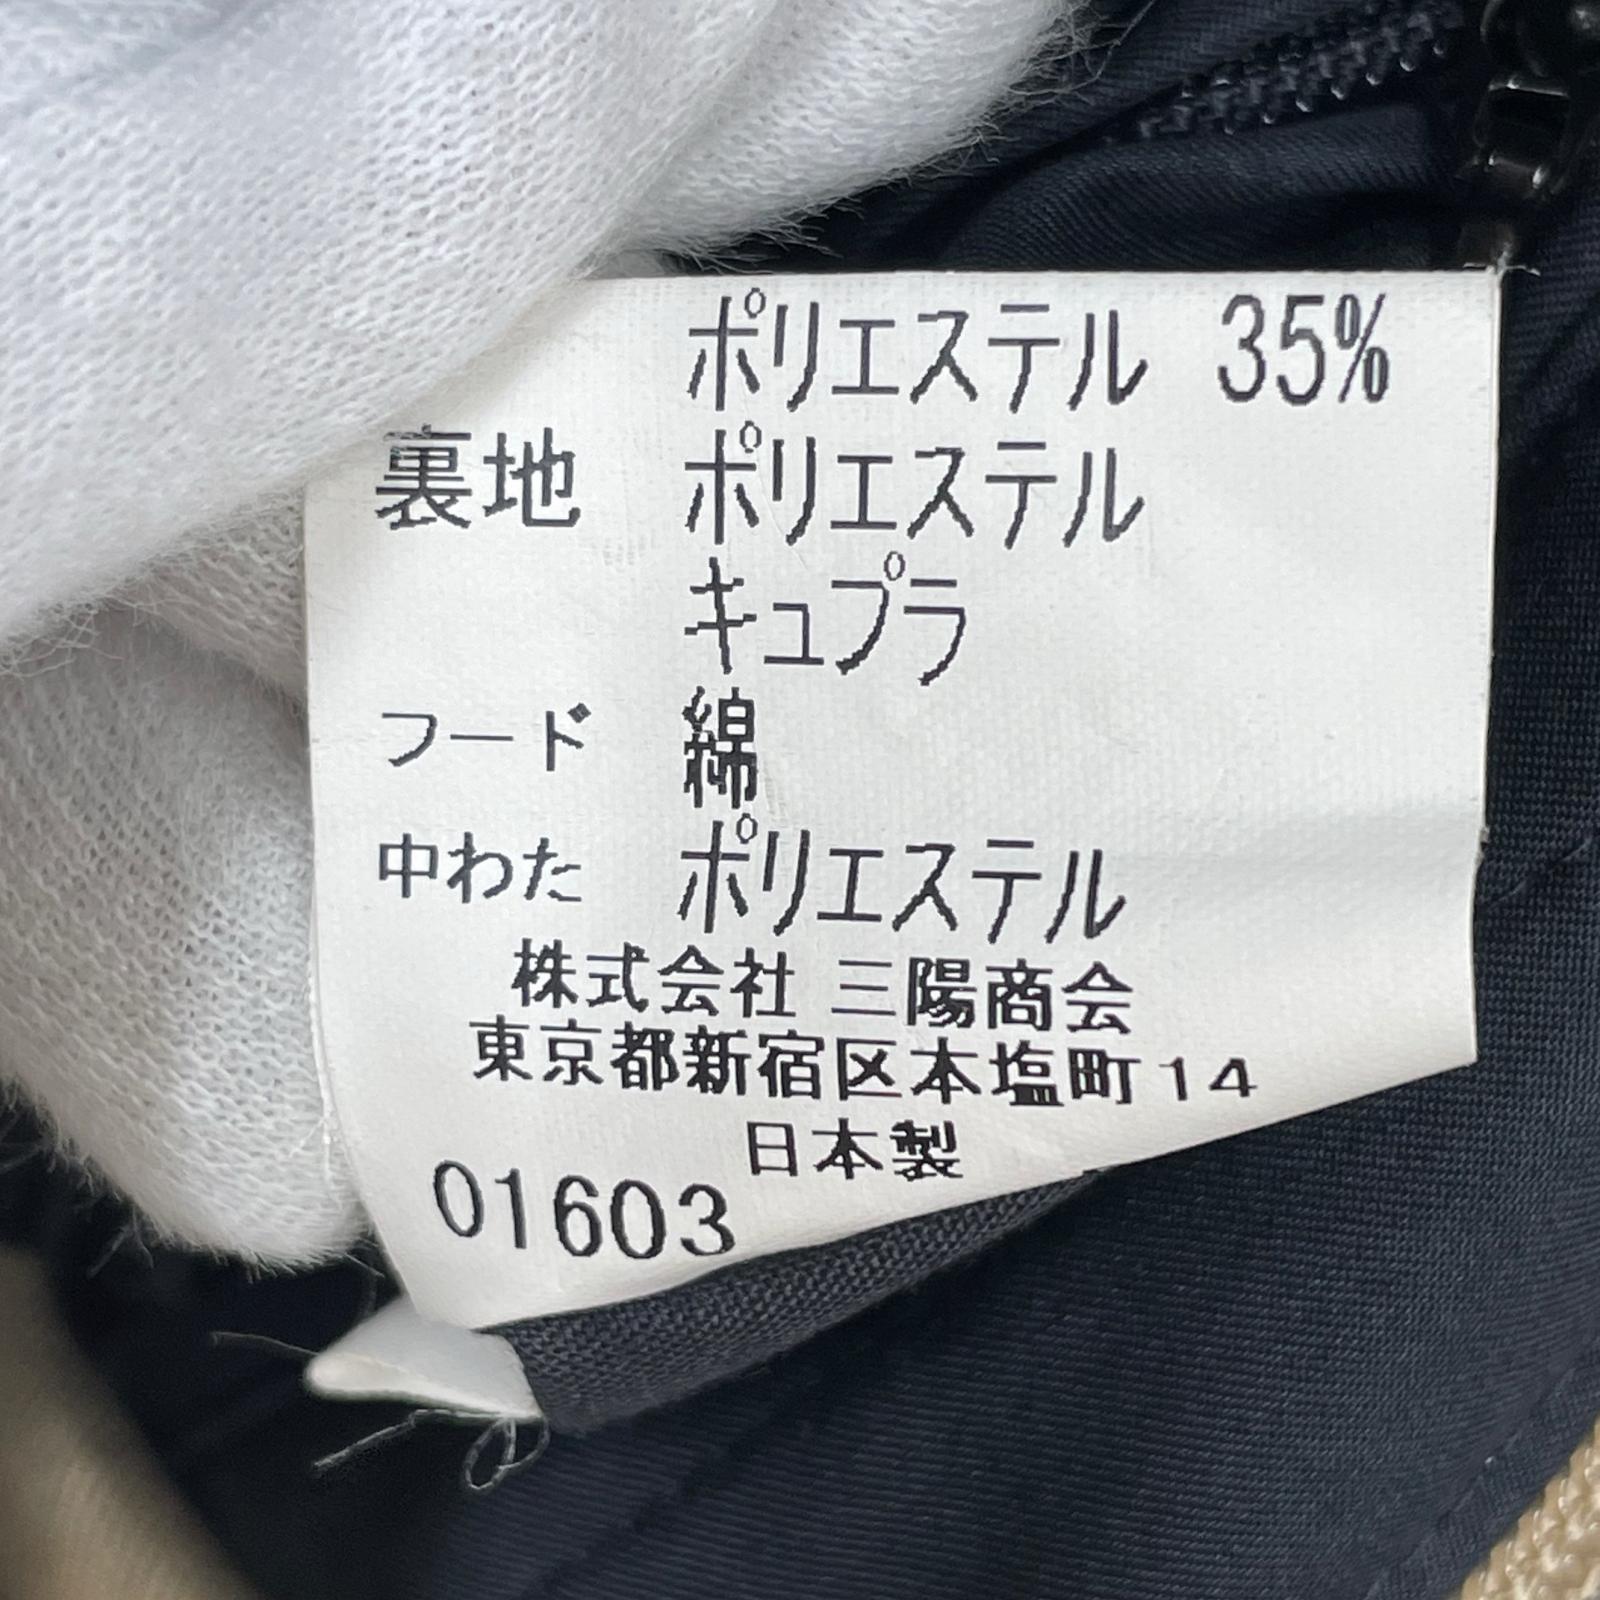 ポリエステル 35%
裏地 ポリエステル
キュプラ
フード 綿
中わた ポリエステル
株式会社 三陽商会
東京都新宿区本塩町14
日本製
01603